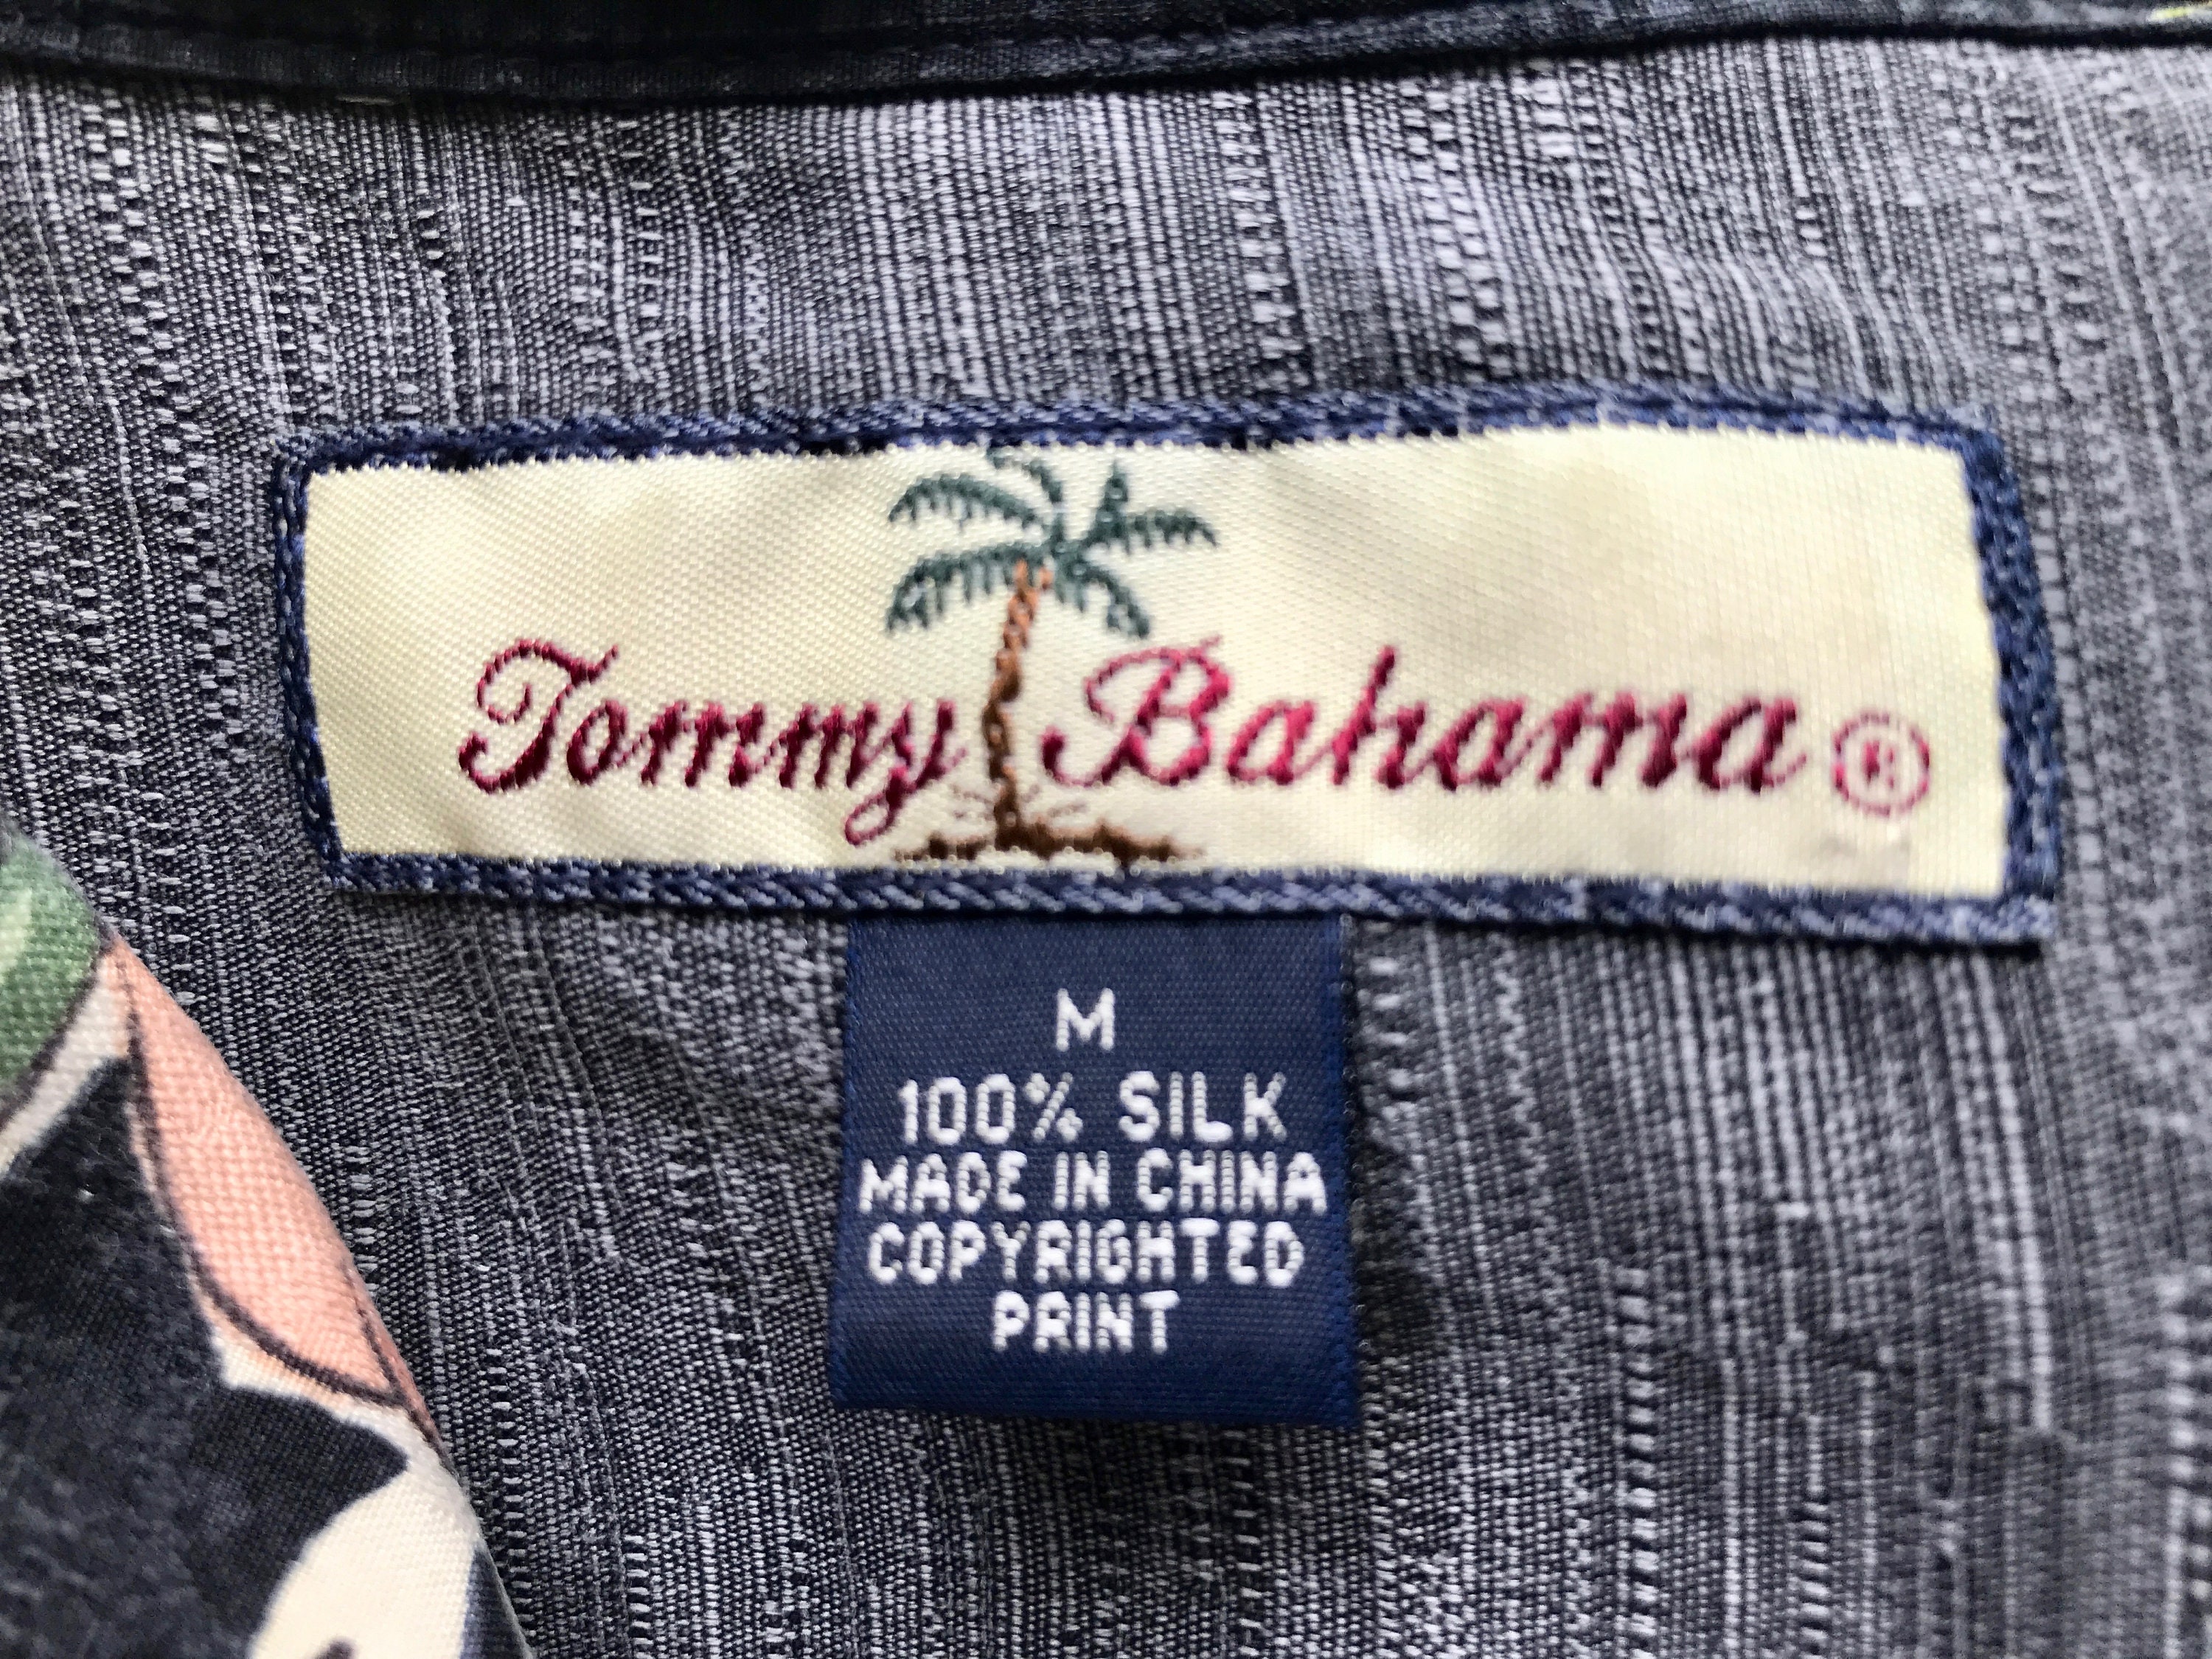 Tommy Bahama®
M
100% SILK
MADE IN CHINA
COPYRIGHTED
PRINT